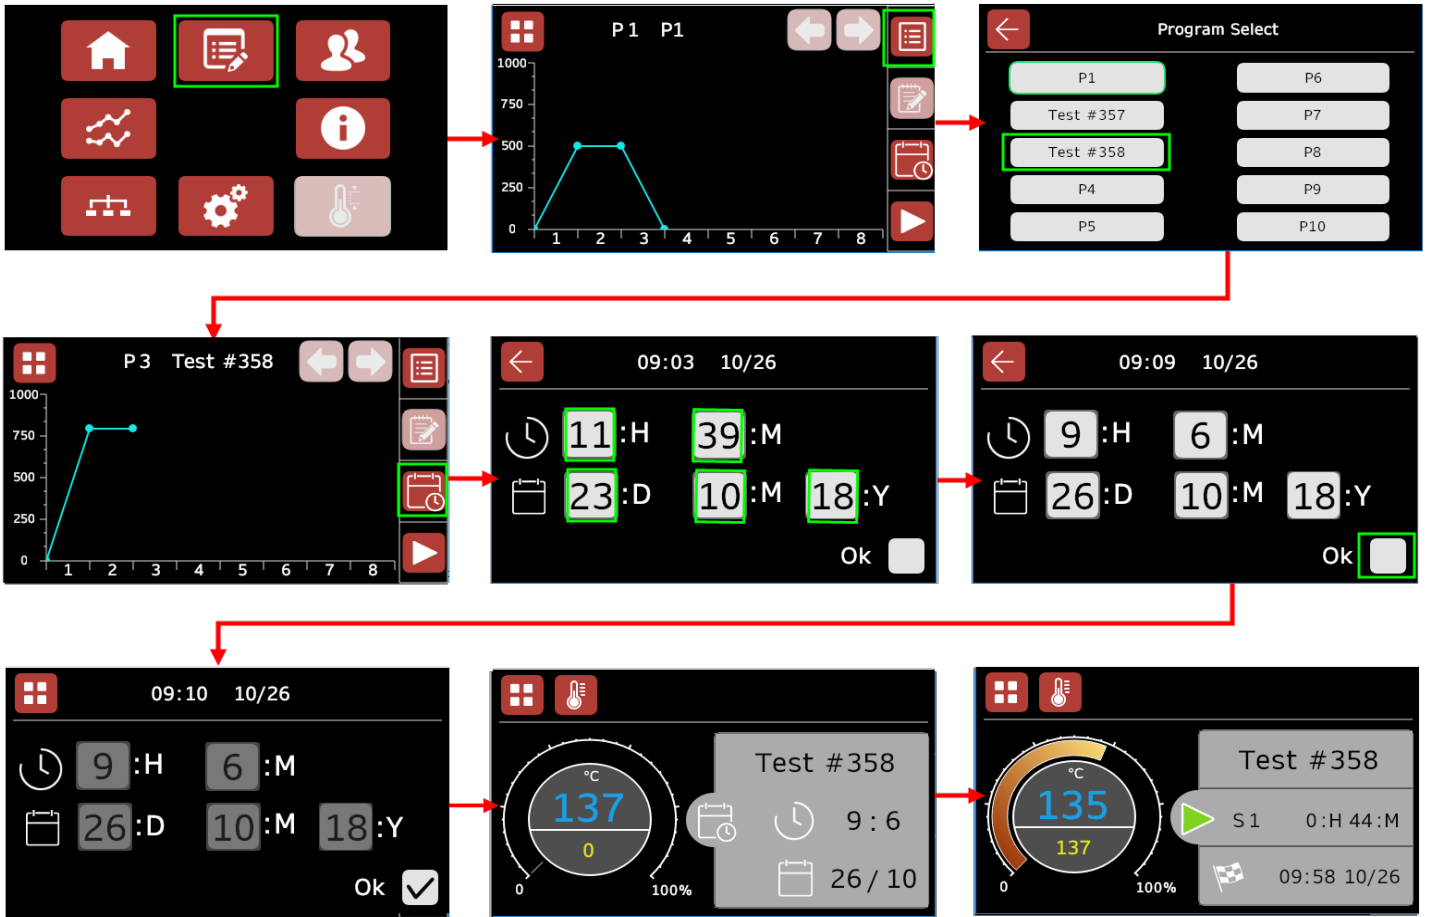 P 1 P1
1000
750
500
250
0
1 2 3 4 5 6 7 8
Program Select
P1 P6
Test #357 P7
Test #358 P8
P4 P9
P5 P10
P 3 Test #358
1000
750
500
250
0
1 2 3 4 5 6 7 8
09:03 10/26
11 :H 39 :M
23 :D 10 :M 18 :Y
Ok
09:09 10/26
9 :H 6 :M
26 :D 10 :M 18 :Y
Ok
09:10 10/26
9 :H 6 :M
26 :D 10 :M 18 :Y
Ok
°C
137
0
0 100%
Test #358
9 : 6
26 / 10
°C
135
137
0 100%
Test #358
S 1 0 :H 44 :M
09:58 10/26